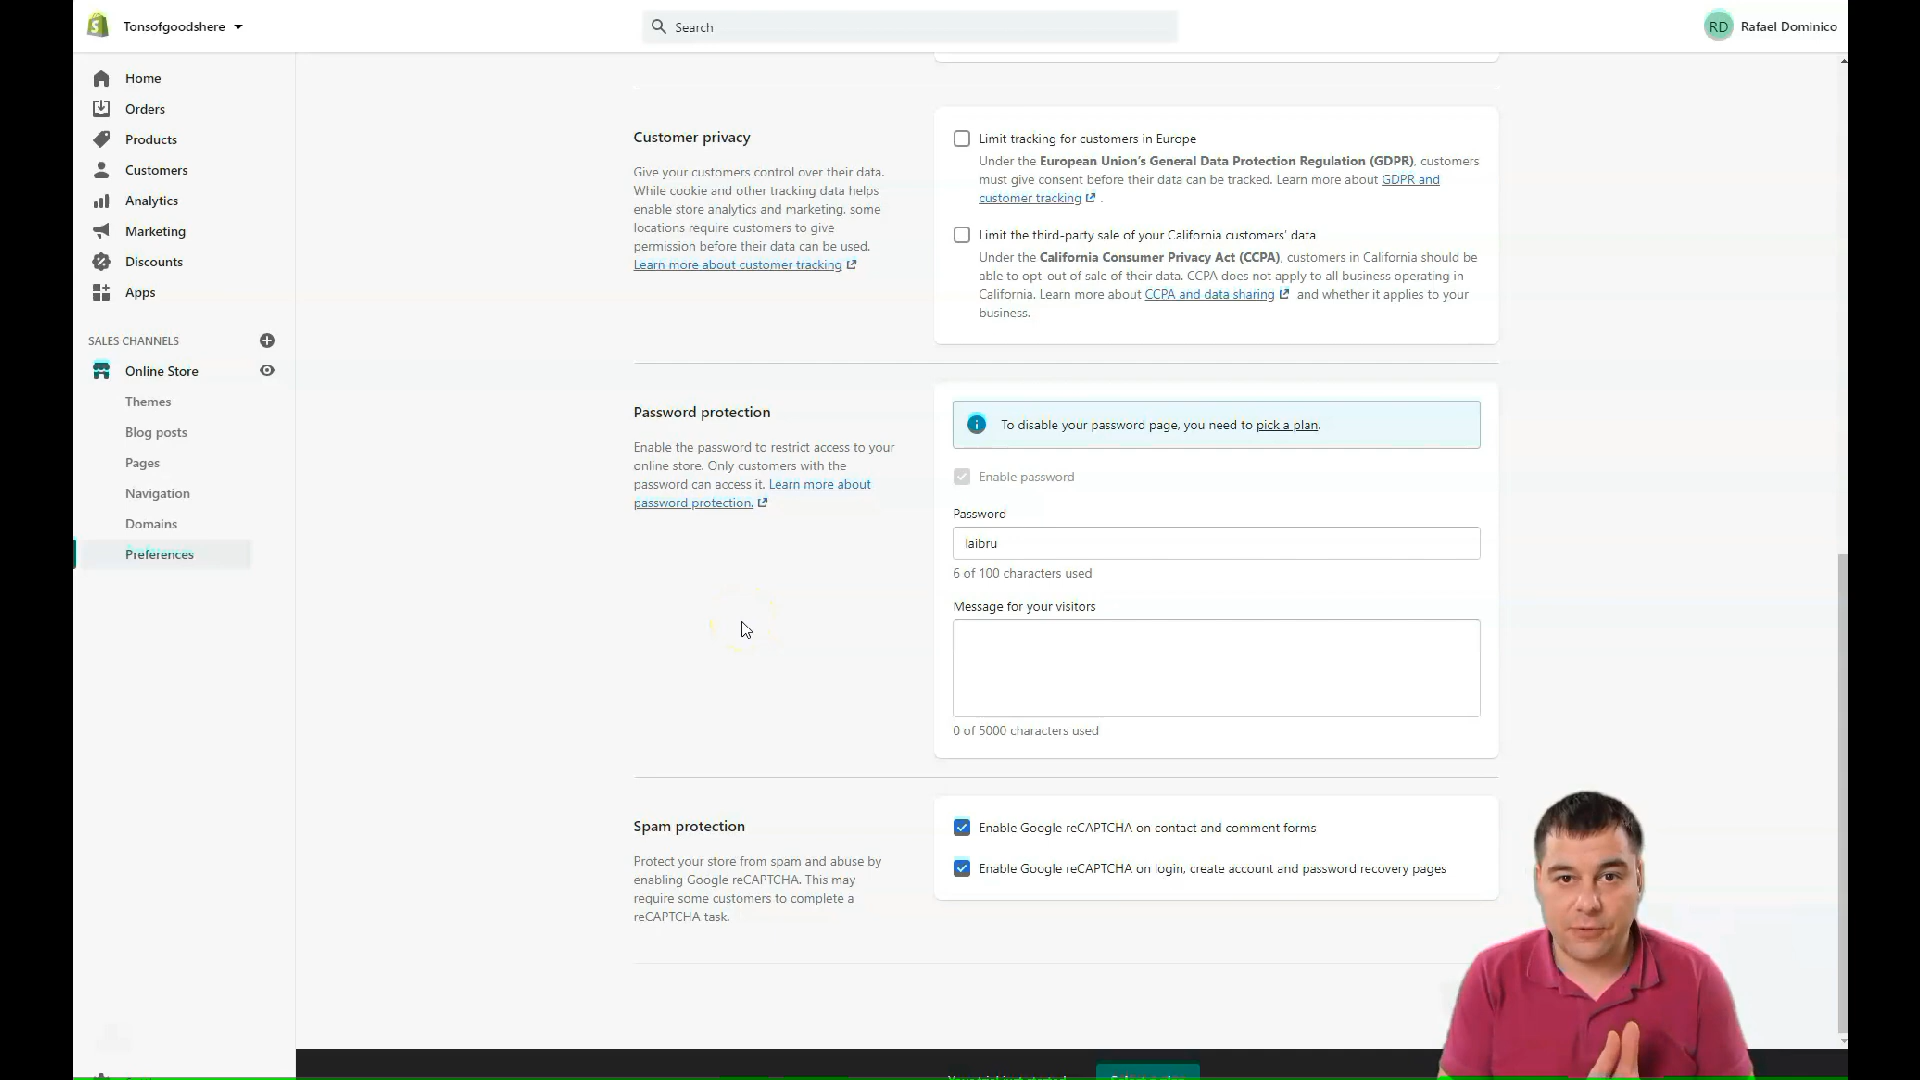 Tonsofgoodshere
Search
RD Rafael Dominico
Home
Orders
Products
Customers
Analytics
Marketing
Discounts
Apps
SALES CHANNELS
Online Store
Themes
Blog posts
Pages
Navigation
Domains
Preferences
Customer privacy
Give your customers control over their data.
While cookie and other tracking data helps
enable store analytics and marketing, some
locations require customers to give
permission before their data can be used.
Learn more about customer tracking
Limit tracking for customers in Europe
Under the European Union's General Data Protection Regulation (GDPR), customers
must give consent before their data can be tracked. Learn more about GDPR and
customer tracking .
Limit the third-party sale of your California customers' data
Under the California Consumer Privacy Act (CCPA), customers in California should be
able to opt-out of sale of their data. CCPA does not apply to all business operating in
California. Learn more about CCPA and data sharing and whether it applies to your
business.
Password protection
Enable the password to restrict access to your
online store. Only customers with the
password can access it. Learn more about
password protection.
To disable your password page, you need to pick a plan.
Enable password
Password
laibru
6 of 100 characters used
Message for your visitors
0 of 5000 characters used
Spam protection
Protect your store from spam and abuse by
enabling Google reCAPTCHA. This may
require some customers to complete a
reCAPTCHA task.
Enable Google reCAPTCHA on contact and comment forms
Enable Google reCAPTCHA on login, create account and password recovery pages